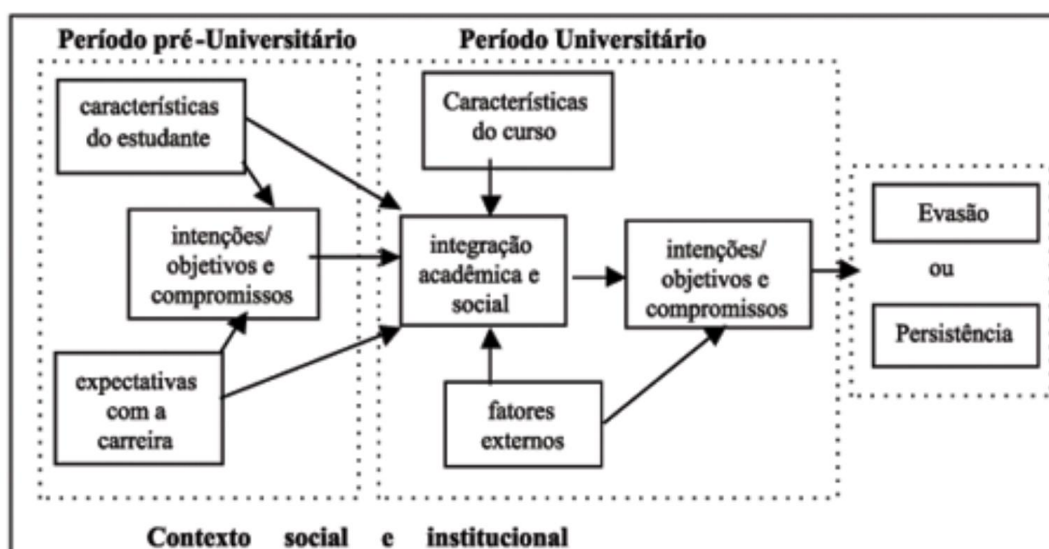 Período pré-Universitário
Período Universitário
características
do estudante
intenções/
objetivos e
compromissos
expectativas
com a
carreira
Características
do curso
integração
acadêmica e
social
fatores
externos
intenções/
objetivos e
compromissos
Evasão
ou
Persistência
Contexto social e institucional